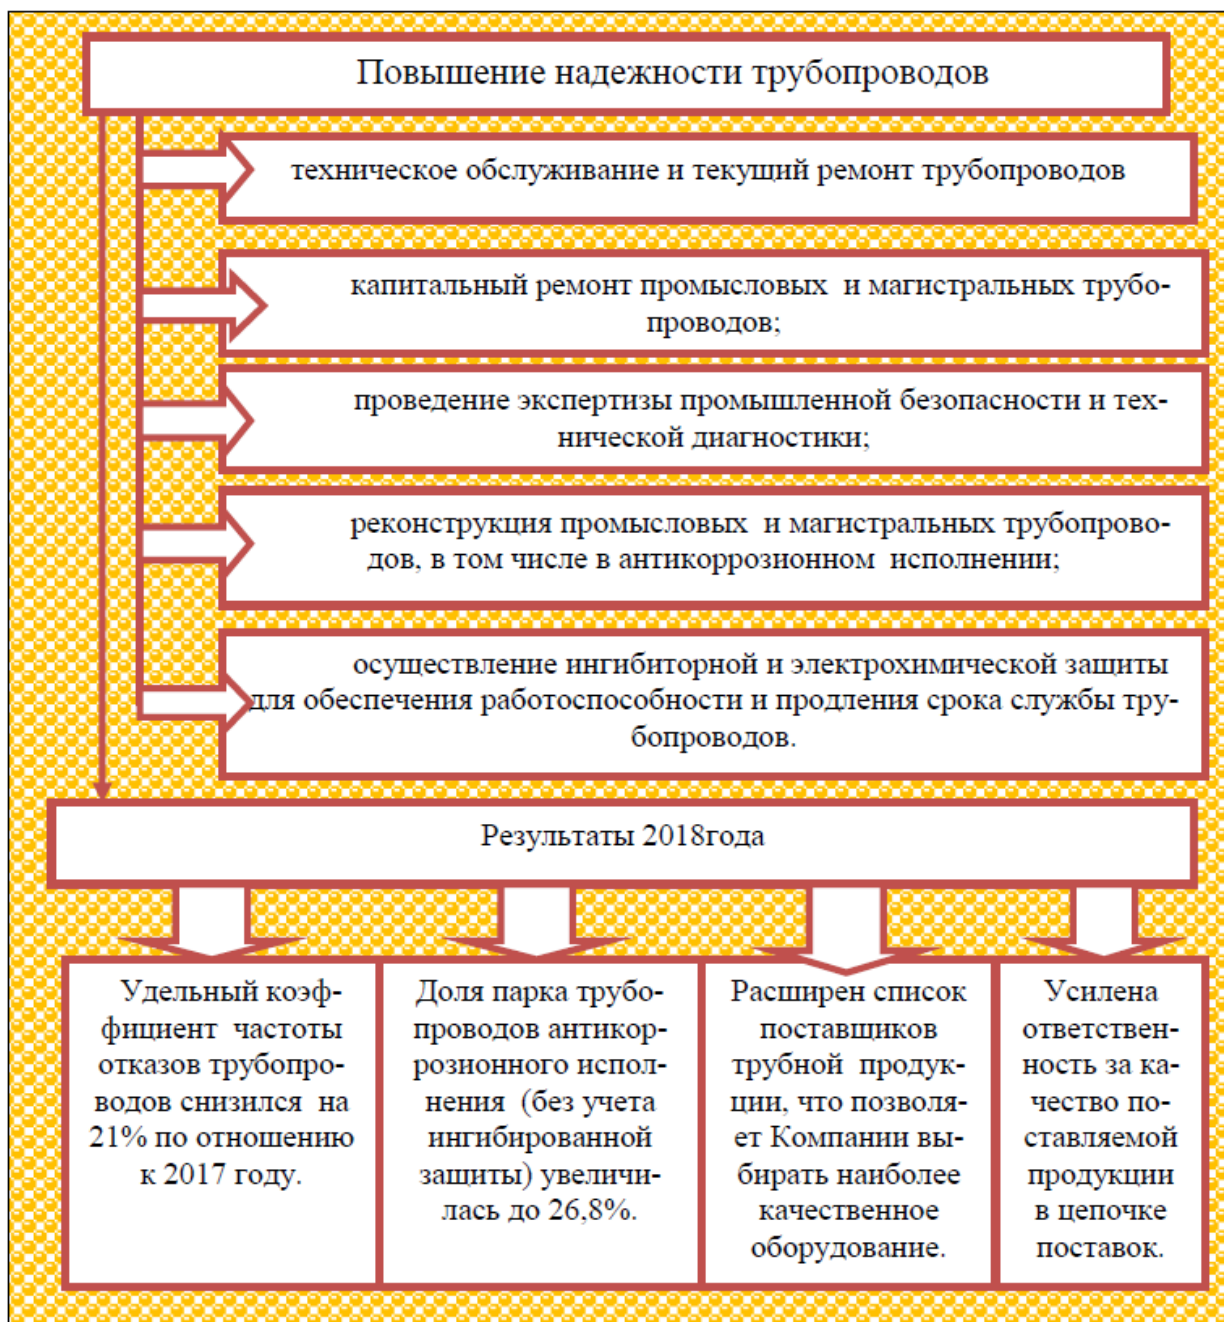 Повышение надежности трубопроводов
техническое обслуживание и текущий ремонт трубопроводов
капитальный ремонт промысловых и магистральных трубо-
проводов;
проведение экспертизы промышленной безопасности и тех-
нической диагностики;
реконструкция промысловых и магистральных трубопрово-
дов, в том числе в антикоррозионном исполнении;
осуществление ингибиторной и электрохимической защиты
для обеспечения работоспособности и продления срока службы тру-
бопроводов.
Результаты 2018года
Удельный коэф-
фициент частоты
отказов трубопро-
водов снизился на
21% по отношению
к 2017 году.
Доля парка трубо-
проводов антикор-
розионного испол-
нения (без учета
ингибированной
защиты) увеличи-
лась до 26,8%.
Расширен список
поставщиков
трубной продук-
ции, что позволя-
ет Компании вы-
бирать наиболее
качественное
оборудование.
Усилена
ответствен-
ность за ка-
чество по-
ставляемой
продукции
в цепочке
поставок.